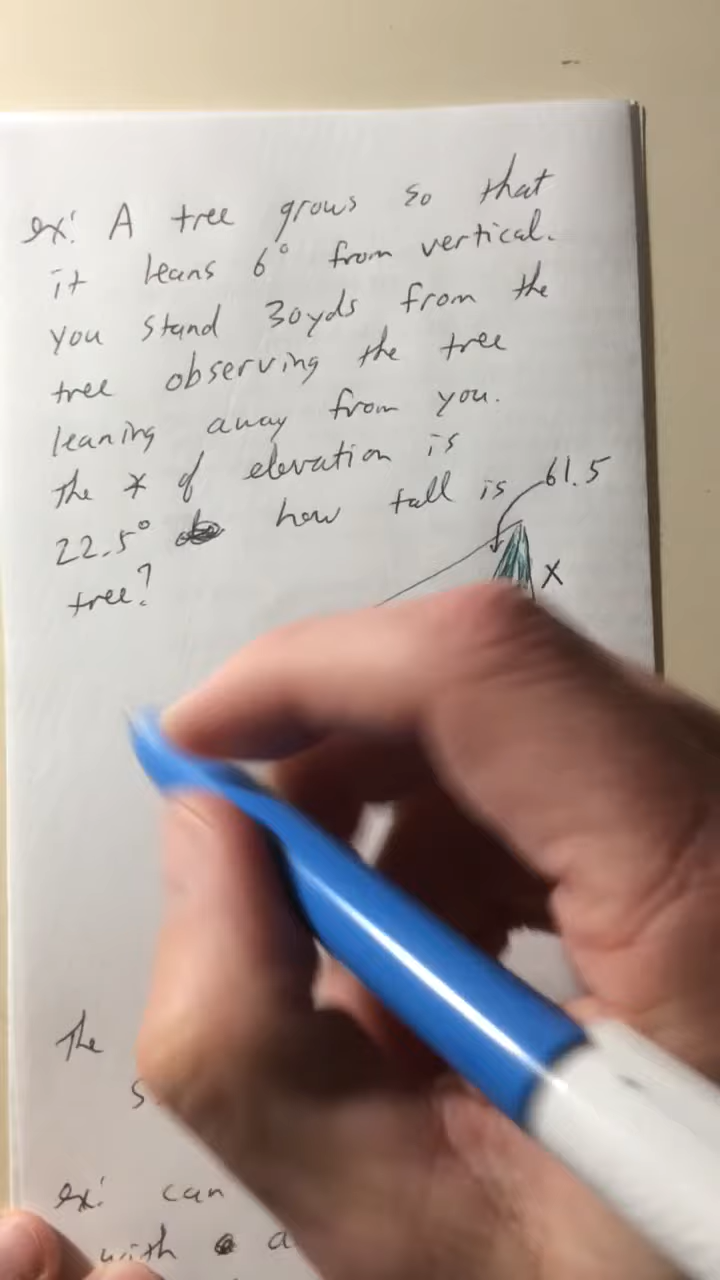 ex: A tree grows so that
it leans 6° from vertical.
you stand 30yds from the
tree observing the tree
leaning away from you.
The ∡ of elevation is
22.5° how tall is
tree?
61.5
x
The
S
ex: can
with a